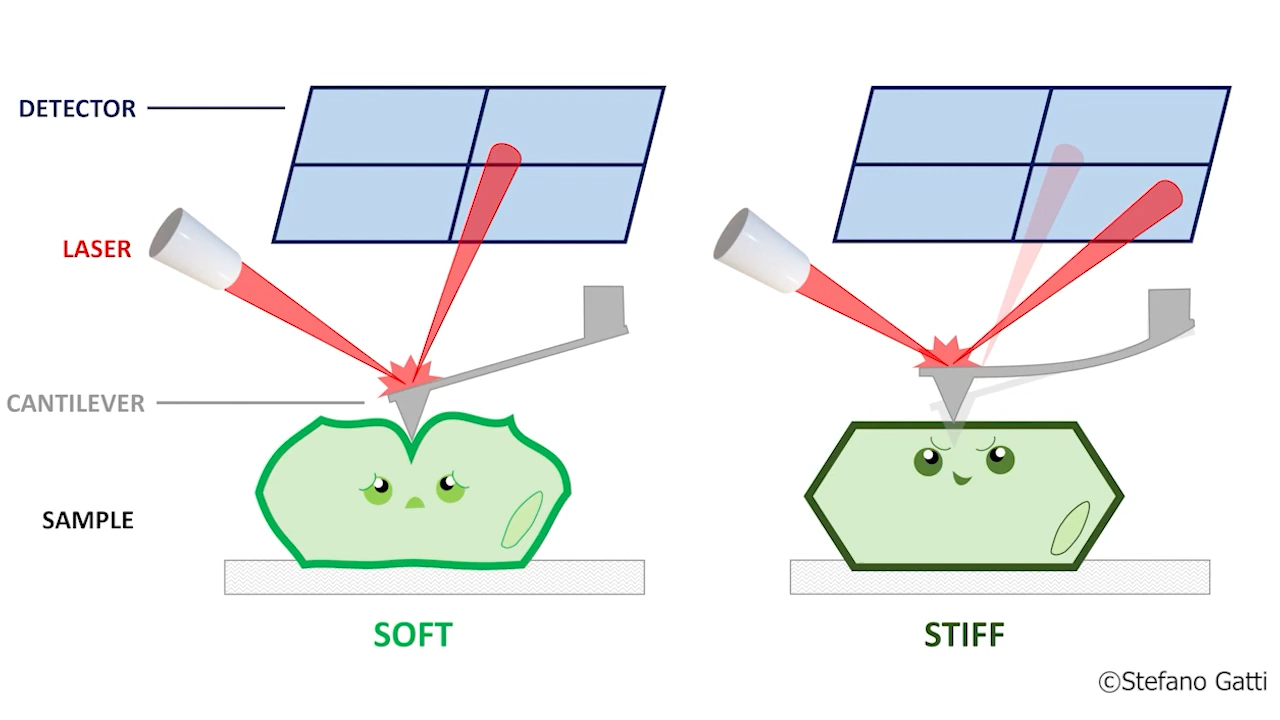 DETECTOR
LASER
CANTILEVER
SAMPLE
SOFT
STIFF
©Stefano Gatti